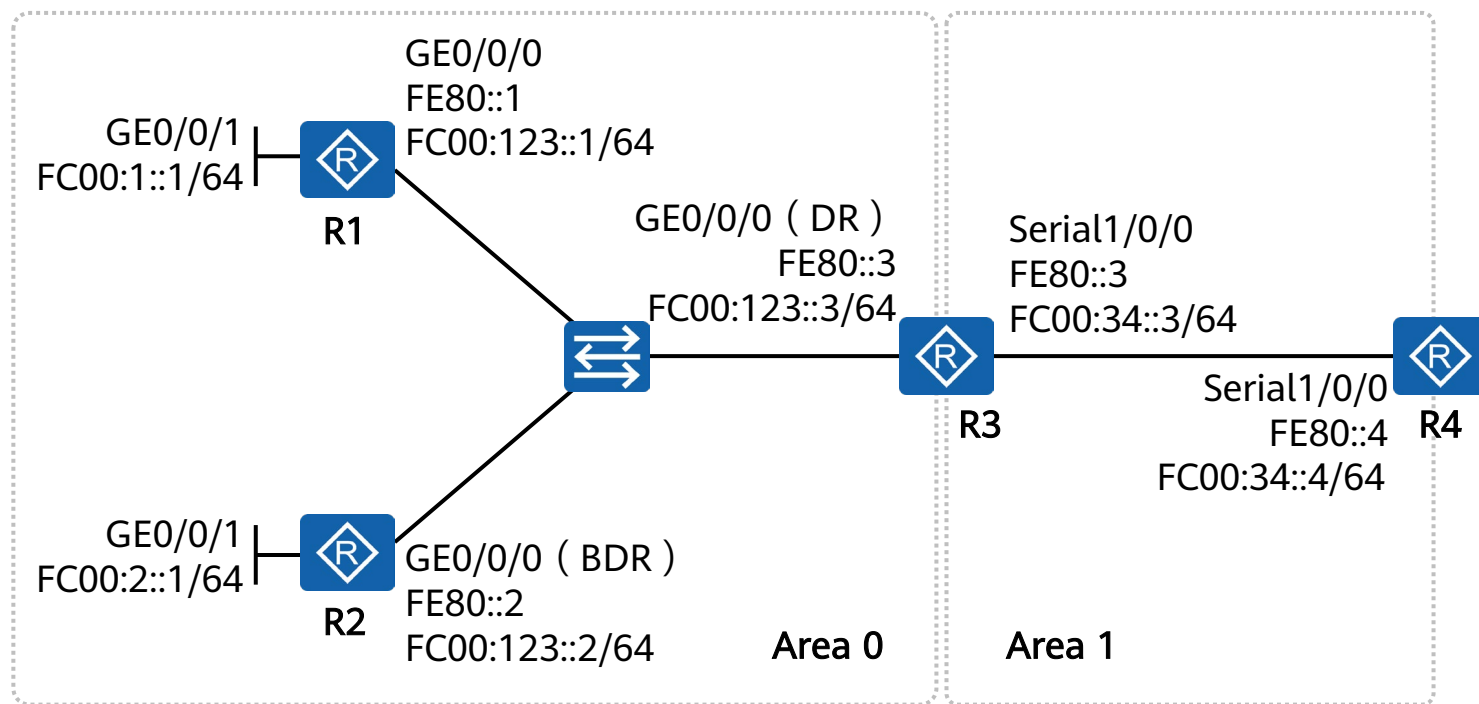 GE0/0/0
FE80::1
FC00:123::1/64
GE0/0/1
FC00:1::1/64
R
R1
GE0/0/0（DR）
FE80::3
FC00:123::3/64
Serial1/0/0
FE80::3
FC00:34::3/64
R
R3
R
R4
Serial1/0/0
FE80::4
FC00:34::4/64
GE0/0/1
FC00:2::1/64
R
R2
GE0/0/0（BDR）
FE80::2
FC00:123::2/64
Area 0
Area 1